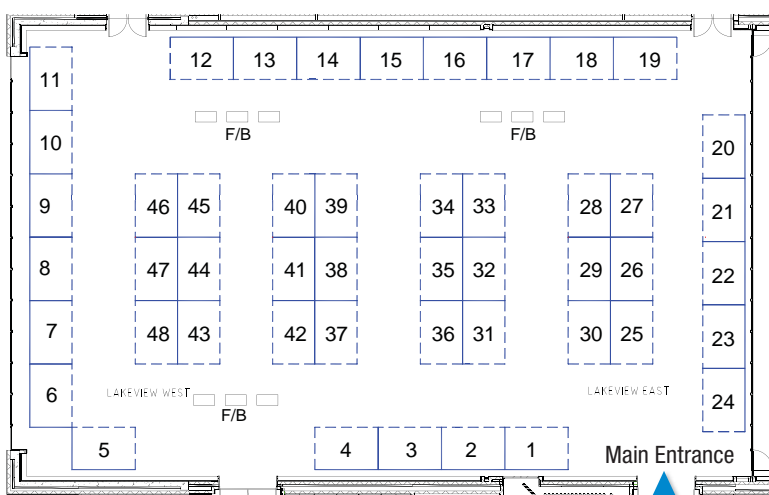 12 13 14 15 16 17 18 19
11
F/B F/B
10
20
9
46 45 40 39 34 33 28 27
21
8
47 44 41 38 35 32 29 26
22
7
48 43 42 37 36 31 30 25
23
6
LAKEVIEW WEST
LAKEVIEW EAST
24
F/B
5
4 3 2 1
Main Entrance